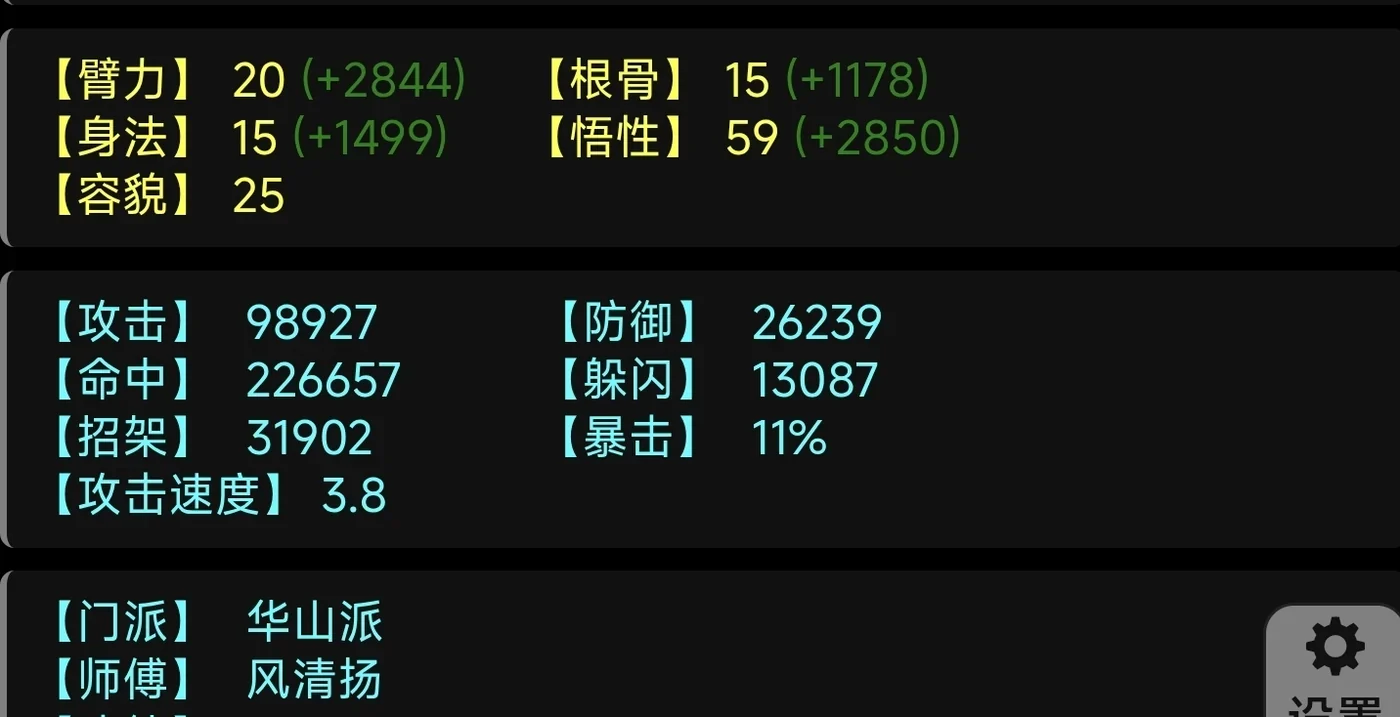 【臂力】 20 (+2844) 【根骨】 15 (+1178)
【身法】 15 (+1499) 【悟性】 59 (+2850)
【容貌】 25
【攻击】 98927 【防御】 26239
【命中】 226657 【躲闪】 13087
【招架】 31902 【暴击】 11%
【攻击速度】 3.8
【门派】 华山派
【师傅】 风清扬
设置